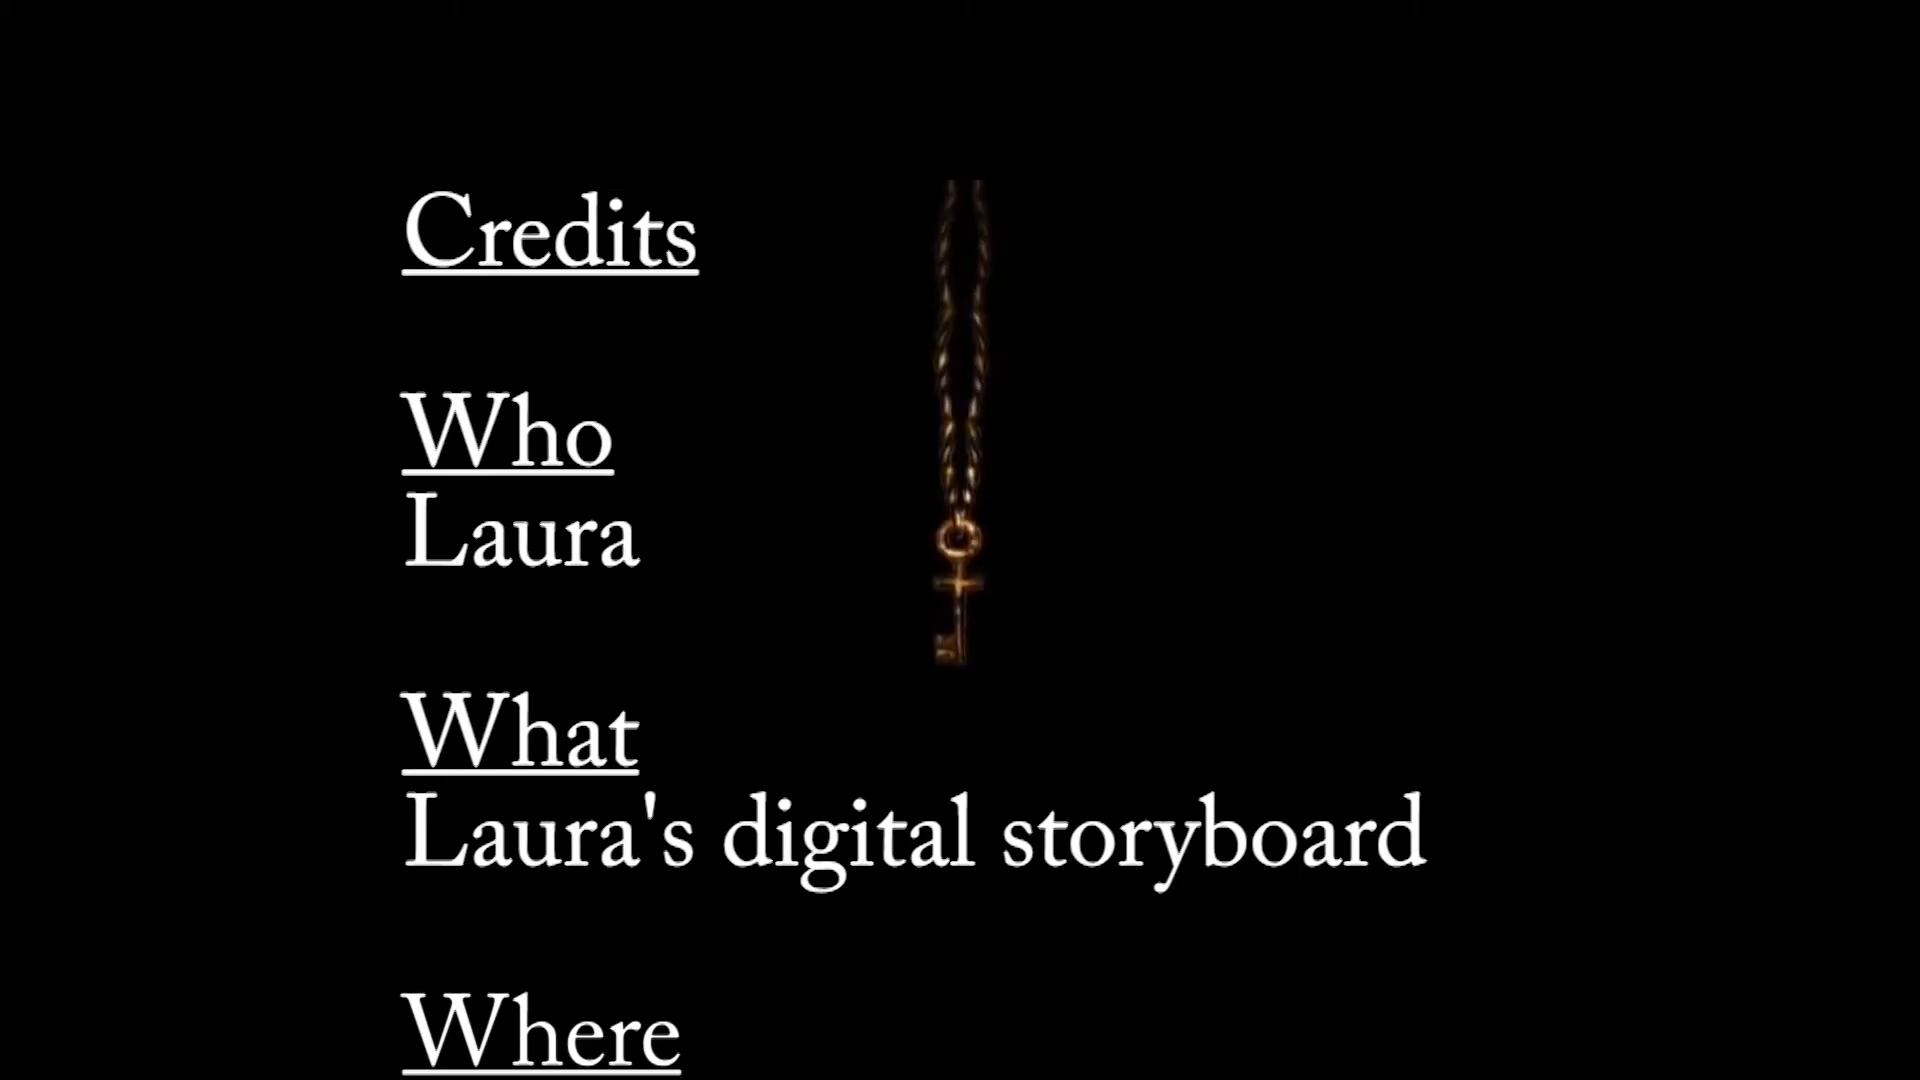 Credits
Who
Laura
What
Laura's digital storyboard
Where